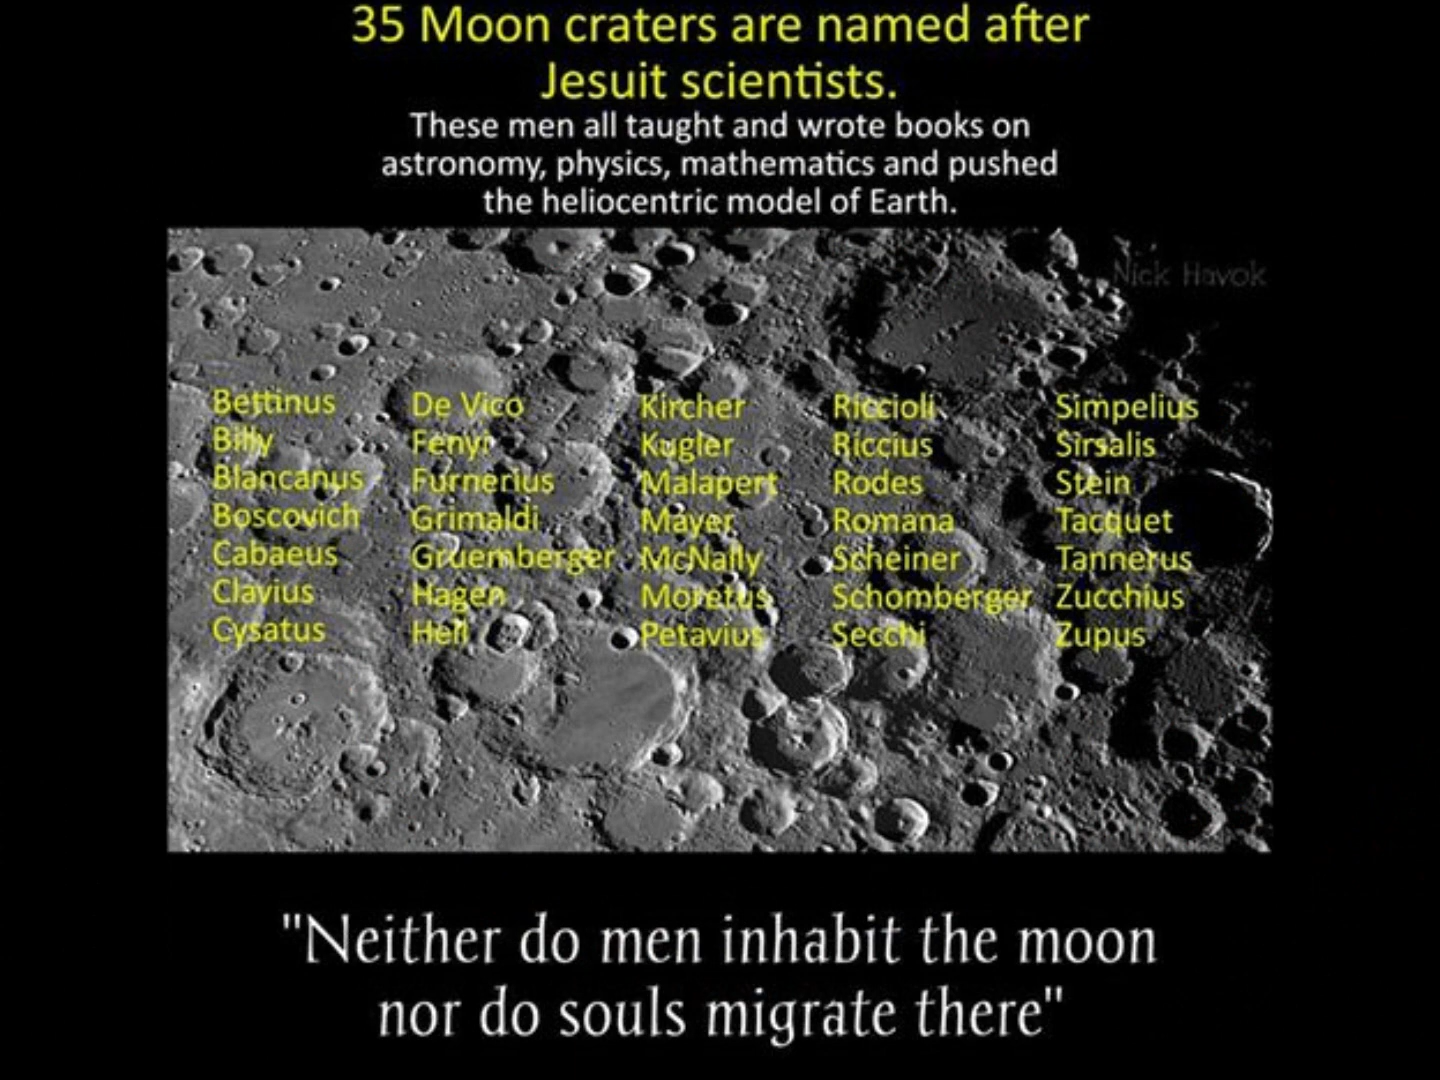 35 Moon craters are named after
Jesuit scientists.
These men all taught and wrote books on
astronomy, physics, mathematics and pushed
the heliocentric model of Earth.
Nick Havok
Bettinus De Vico Kircher Riccioli Simpelius
Billy Fenyi Kugler Riccius Sirsalis
Blancanus Furnerius Malapert Rodes Stein
Boscovich Grimaldi Mayer Romana Tacquet
Cabaeus Gruemberger McNally Scheiner Tannerus
Clavius Hagen Moretus Schomberger Zucchius
Cysatus Hell Petavius Secchi Zupus
"Neither do men inhabit the moon
nor do souls migrate there"